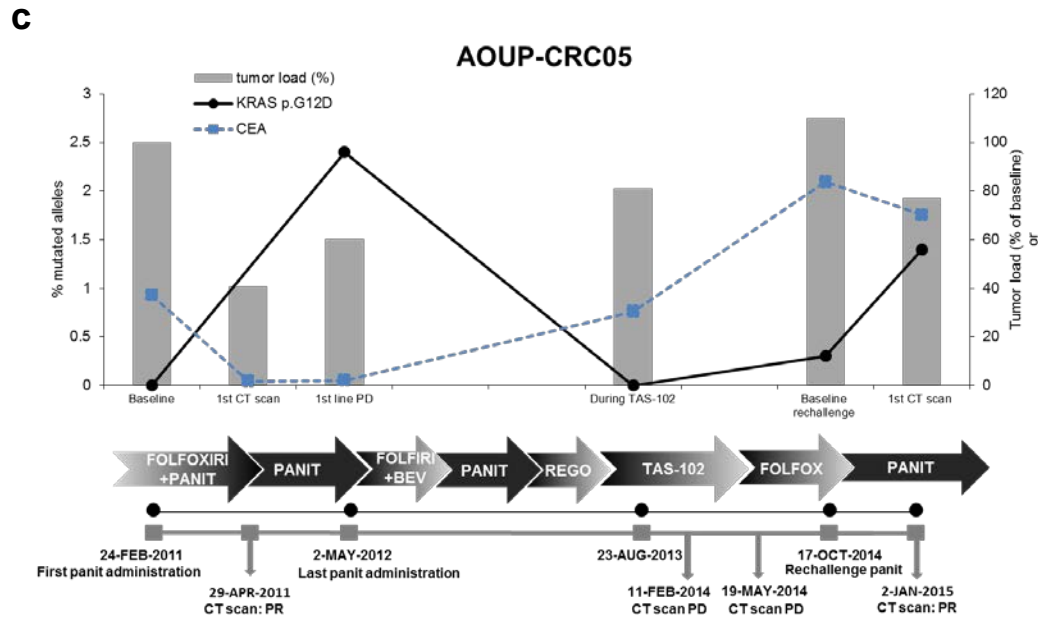 c
AOUP-CRC05
tumor load (%)
KRAS p.G12D
CEA
% mutated alleles
3
2.5
2
1.5
1
0.5
0
120
100
80
60
40
20
0
Tumor load (% of baseline)
or
Baseline
1st CT scan
1st line PD
During TAS-102
Baseline
rechallenge
1st CT scan
FOLFOXIRI
+PANIT
PANIT
FOLFIRI
+BEV
PANIT
REGO
TAS-102
FOLFOX
PANIT
24-FEB-2011
First panit administration
29-APR-2011
CT scan: PR
2-MAY-2012
Last panit administration
23-AUG-2013
11-FEB-2014
CT scan PD
19-MAY-2014
CT scan PD
17-OCT-2014
Rechallenge panit
2-JAN-2015
CT scan: PR